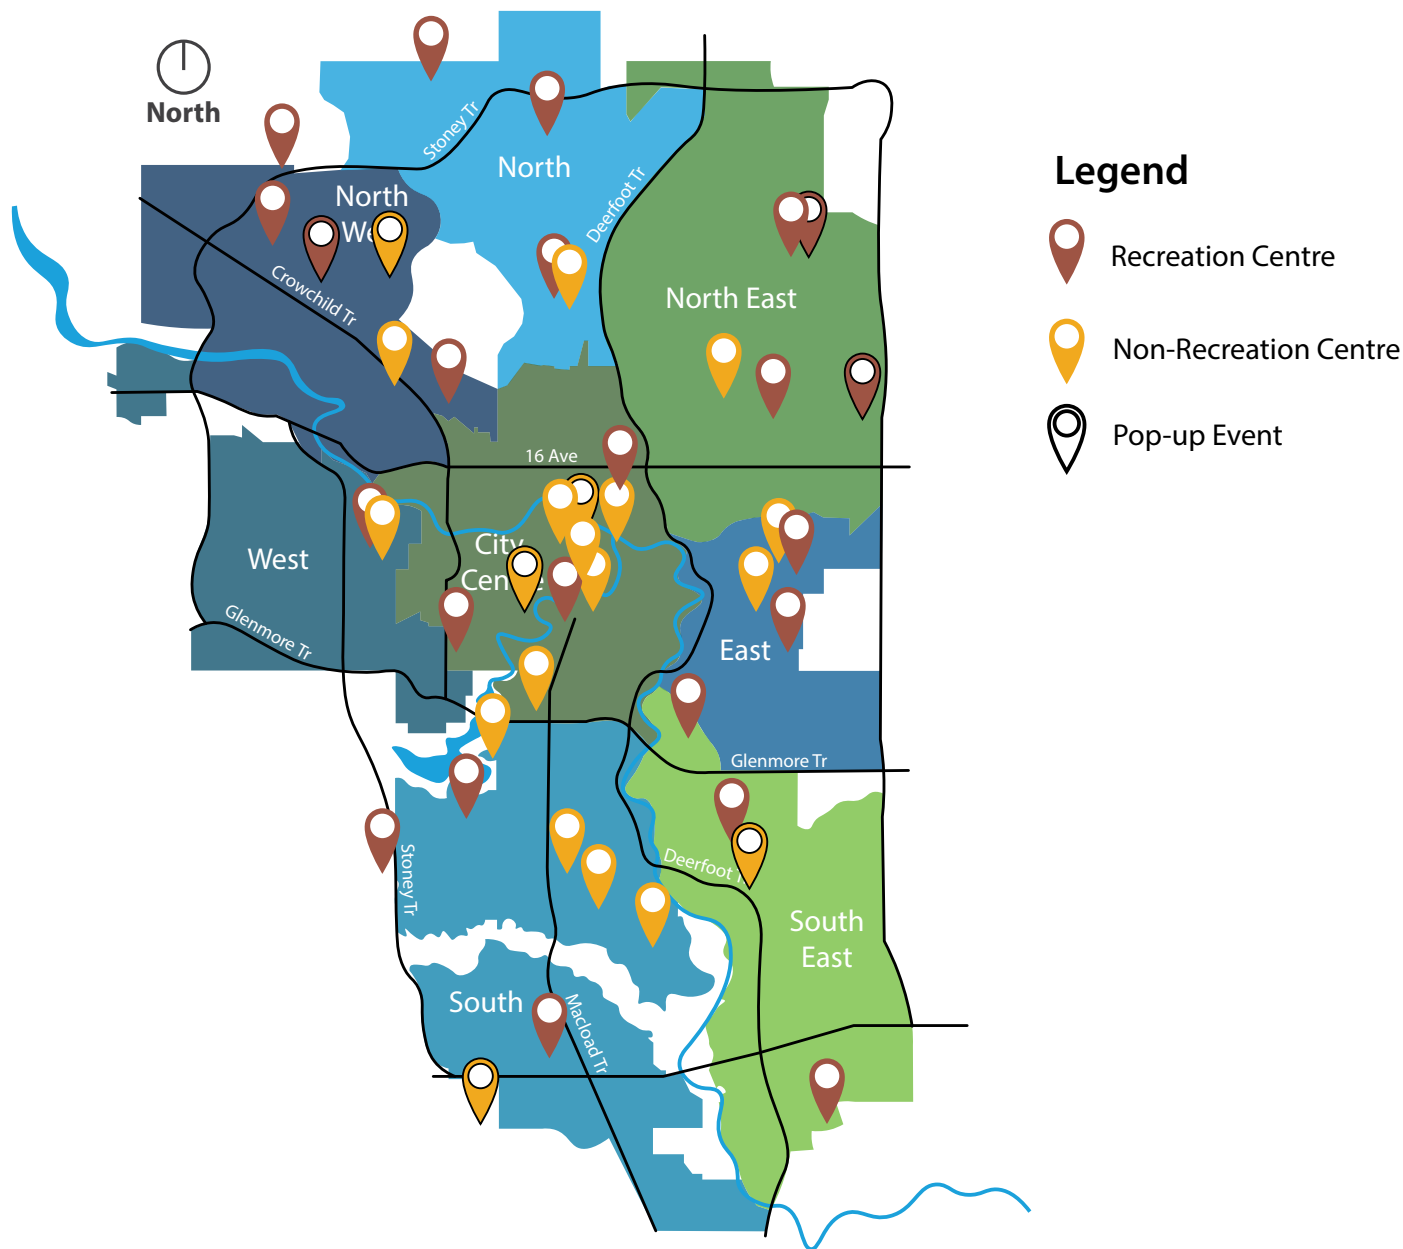 North
Stoney Tr
North
Deerfoot Tr
North
We
Crowchild Tr
North East
16 Ave
West
City
Cen e
Glenmore Tr
East
Glenmore Tr
Stoney Tr
Deerfoot T
South
East
South
Macload Tr
Legend
Recreation Centre
Non-Recreation Centre
Pop-up Event